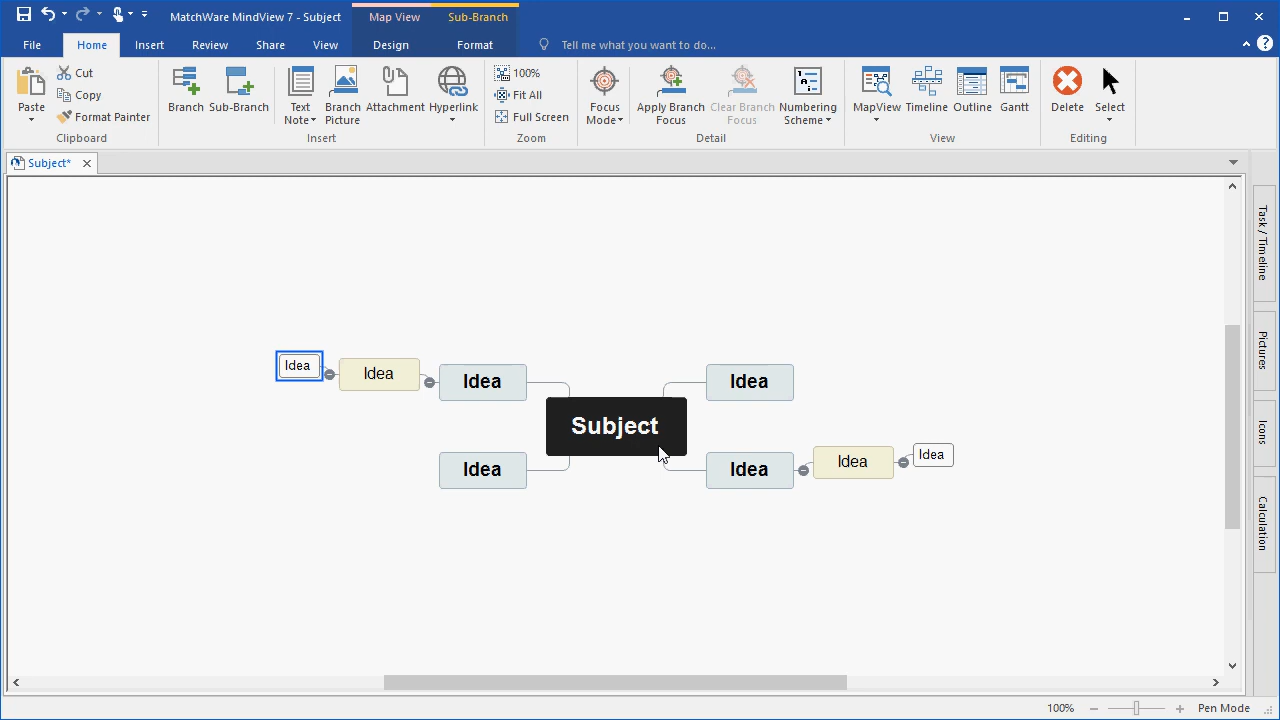 MatchWare MindView 7 - Subject
Map View
Sub-Branch
File
Home
Insert
Review
Share
View
Design
Format
Tell me what you want to do...
Paste
Cut
Copy
Format Painter
Clipboard
Branch
Sub-Branch
Text
Note
Branch
Picture
Attachment
Hyperlink
Insert
100%
Fit All
Full Screen
Zoom
Focus
Mode
Apply Branch
Focus
Clear Branch
Focus
Numbering
Scheme
Detail
MapView
Timeline
Outline
Gantt
View
Delete
Select
Editing
Subject*
Idea
Idea
Idea
Idea
Subject
Idea
Idea
Idea
Idea
Task / Timeline
Pictures
Icons
Calculation
100%
Pen Mode